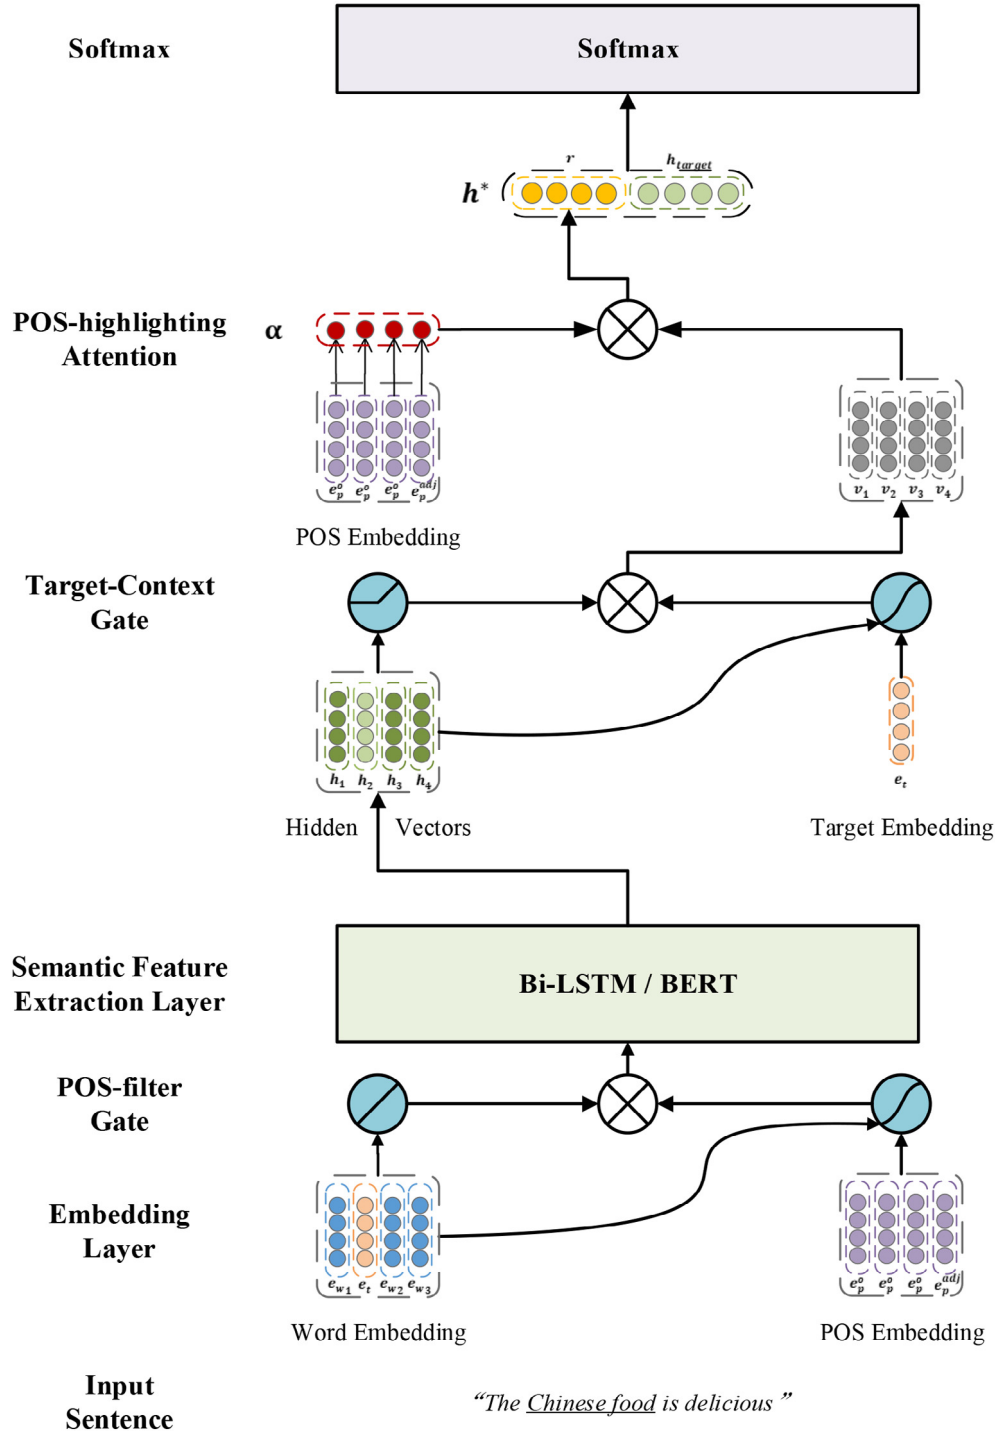 Softmax
Softmax
r
h_target
h*
POS-highlighting
Attention
α
e_p^o e_p^o e_p^o e_p^adj
v_1 v_2 v_3 v_4
POS Embedding
Target-Context
Gate
h_1 h_2 h_3 h_4
e_t
Hidden Vectors
Target Embedding
Semantic Feature
Extraction Layer
Bi-LSTM / BERT
POS-filter
Gate
Embedding
Layer
e_w1 e_t e_w2 e_w3
e_p^o e_p^o e_p^o e_p^adj
Word Embedding
POS Embedding
Input
Sentence
“The Chinese food is delicious”